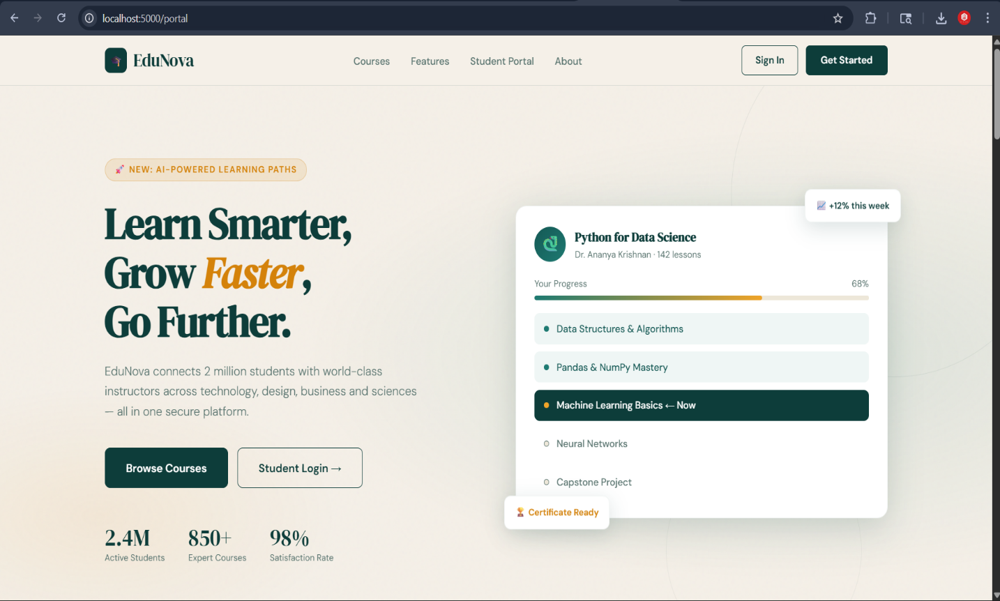 localhost:5000/portal
EduNova
Courses
Features
Student Portal
About
Sign In
Get Started
NEW: AI-POWERED LEARNING PATHS
Learn Smarter,
Grow Faster,
Go Further.
EduNova connects 2 million students with world-class
instructors across technology, design, business and sciences
— all in one secure platform.
Browse Courses
Student Login →
2.4M
Active Students
850+
Expert Courses
98%
Satisfaction Rate
+12% this week
Python for Data Science
Dr. Ananya Krishnan · 142 lessons
Your Progress
68%
Data Structures & Algorithms
Pandas & NumPy Mastery
Machine Learning Basics ← Now
Neural Networks
Capstone Project
Certificate Ready